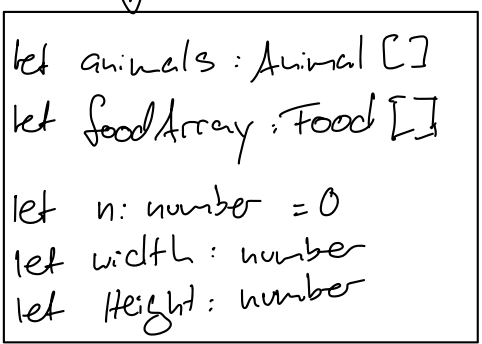 let animals : Animal []
let foodArray : Food []
let n: number = 0
let width : number
let Height : number